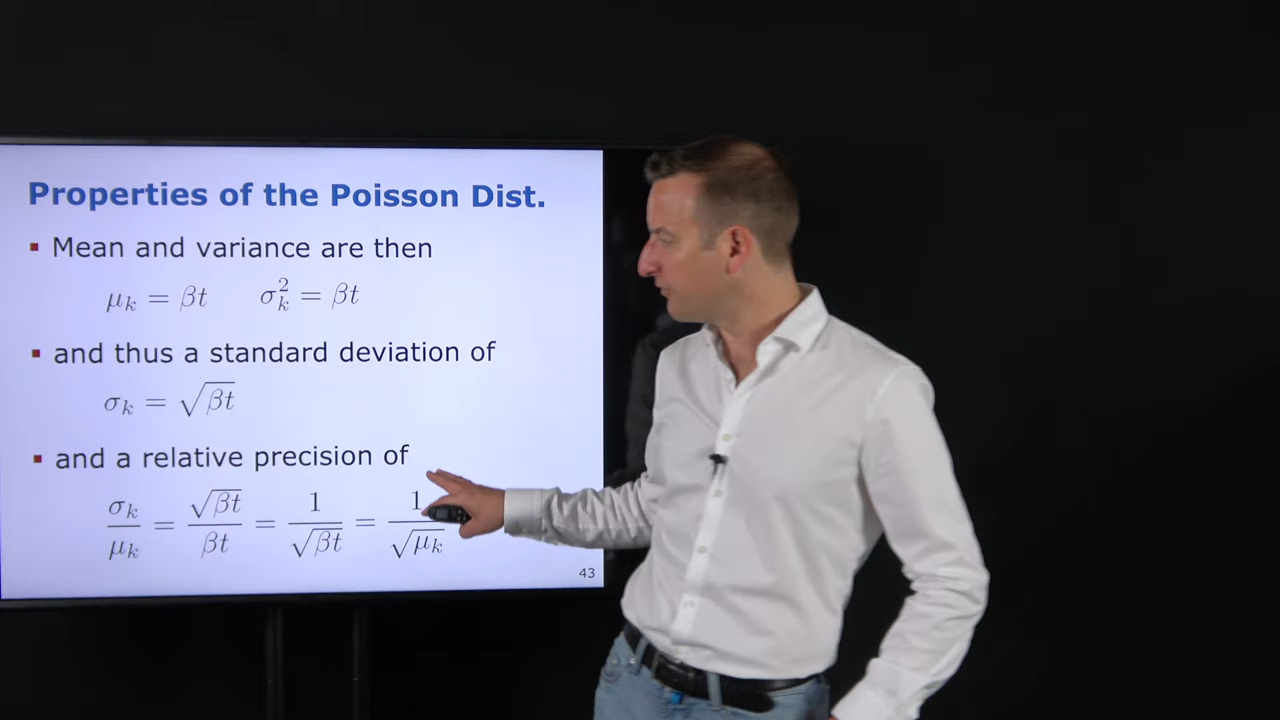 Properties of the Poisson Dist.
▪ Mean and variance are then
μ_k = βt   σ_k^2 = βt
▪ and thus a standard deviation of
σ_k = √(βt)
▪ and a relative precision of
σ_k/μ_k = √(βt)/βt = 1/√(βt) = 1/√(μ_k)
43